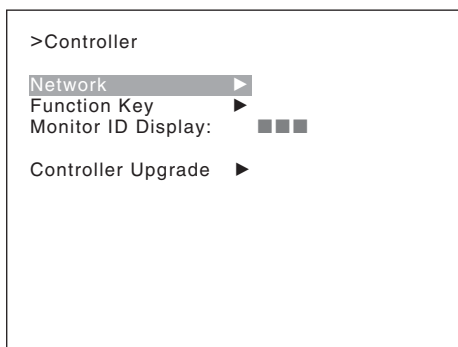 >Controller
Network ▶
Function Key ▶
Monitor ID Display: ■■■
Controller Upgrade ▶